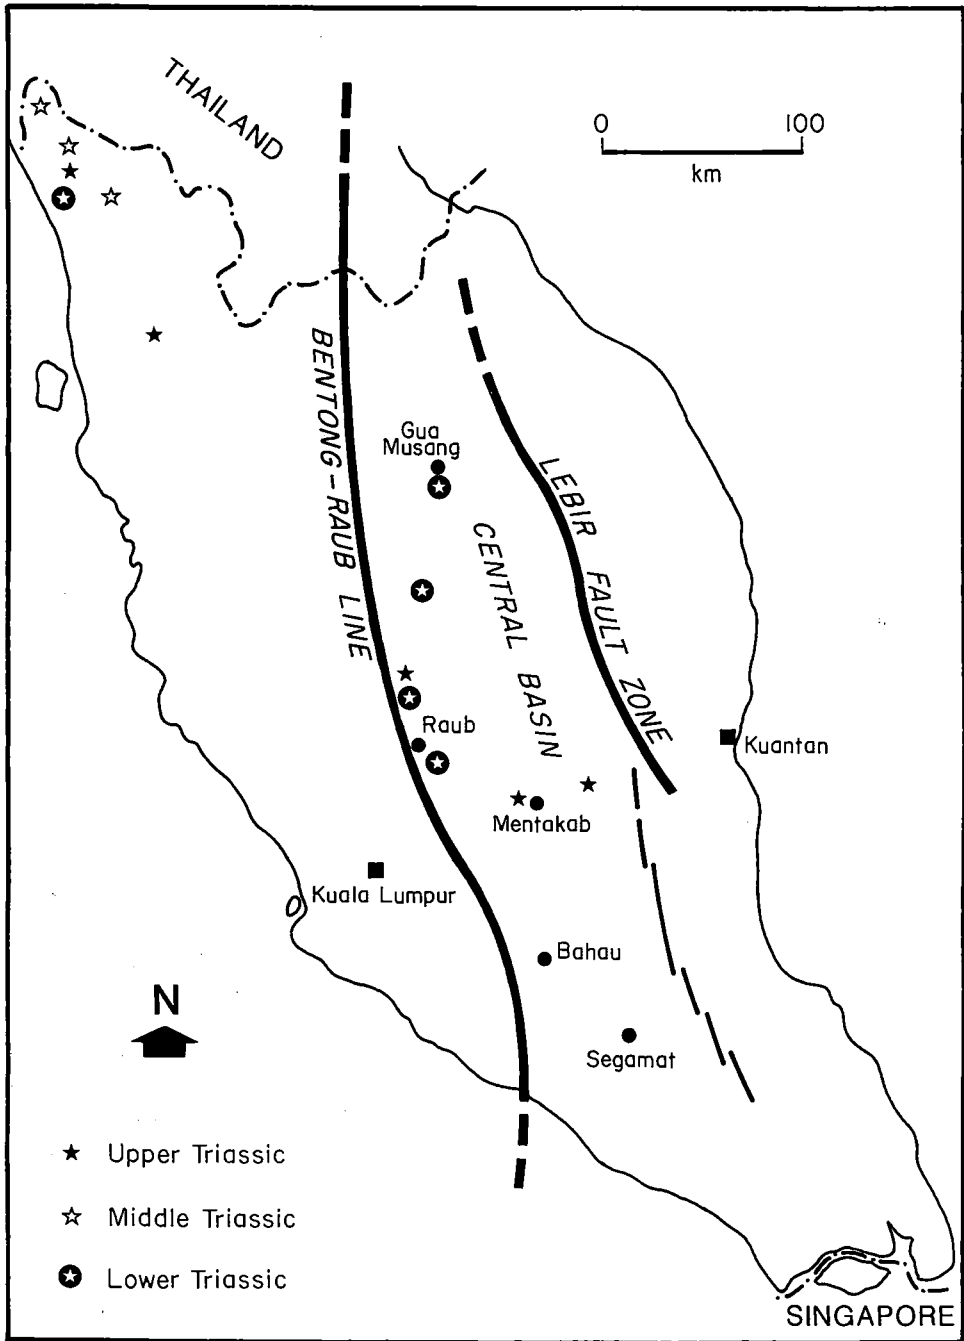 THAILAND
0 100
km
BENTONG-RAUB LINE
Gua
Musang
LEBIR FAULT ZONE
CENTRAL BASIN
Raub
Kuantan
Mentakab
Kuala Lumpur
Bahau
N
Segamat
Upper Triassic
Middle Triassic
Lower Triassic
SINGAPORE